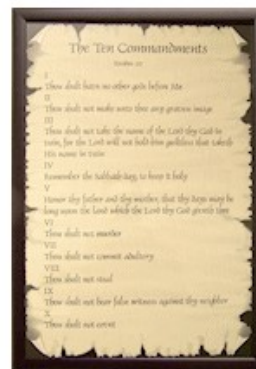 The Ten Commandments
Exodus 20
I
Thou shalt have no other gods before Me
II
Thou shalt not make unto thee any graven image
III
Thou shalt not take the name of the Lord thy God in
vain, for the Lord will not hold him guiltless that taketh
His name in vain
IV
Remember the Sabbath day, to keep it holy
V
Honor thy father and thy mother, that thy days may be
long upon the land which the Lord thy God giveth thee
VI
Thou shalt not murder
VII
Thou shalt not commit adultery
VIII
Thou shalt not steal
IX
Thou shalt not bear false witness against thy neighbor
X
Thou shalt not covet